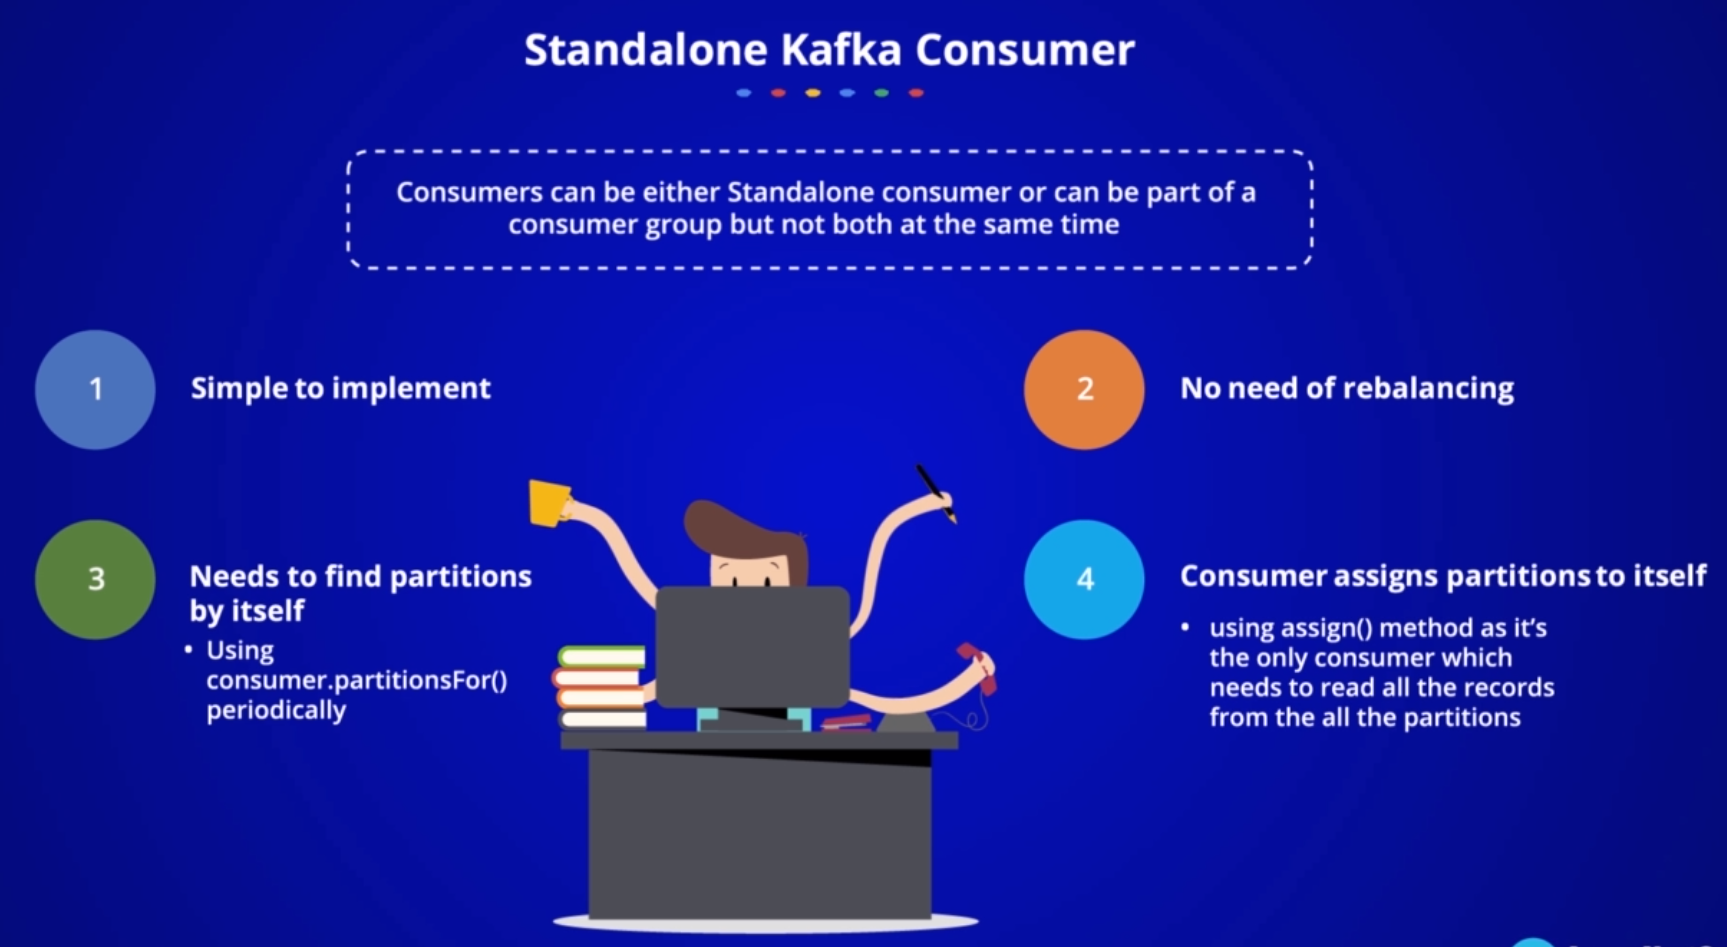 Standalone Kafka Consumer
Consumers can be either Standalone consumer or can be part of a
consumer group but not both at the same time
1
Simple to implement
2
No need of rebalancing
3
Needs to find partitions
by itself
• Using
consumer.partitionsFor()
periodically
4
Consumer assigns partitions to itself
• using assign() method as it’s
the only consumer which
needs to read all the records
from the all the partitions